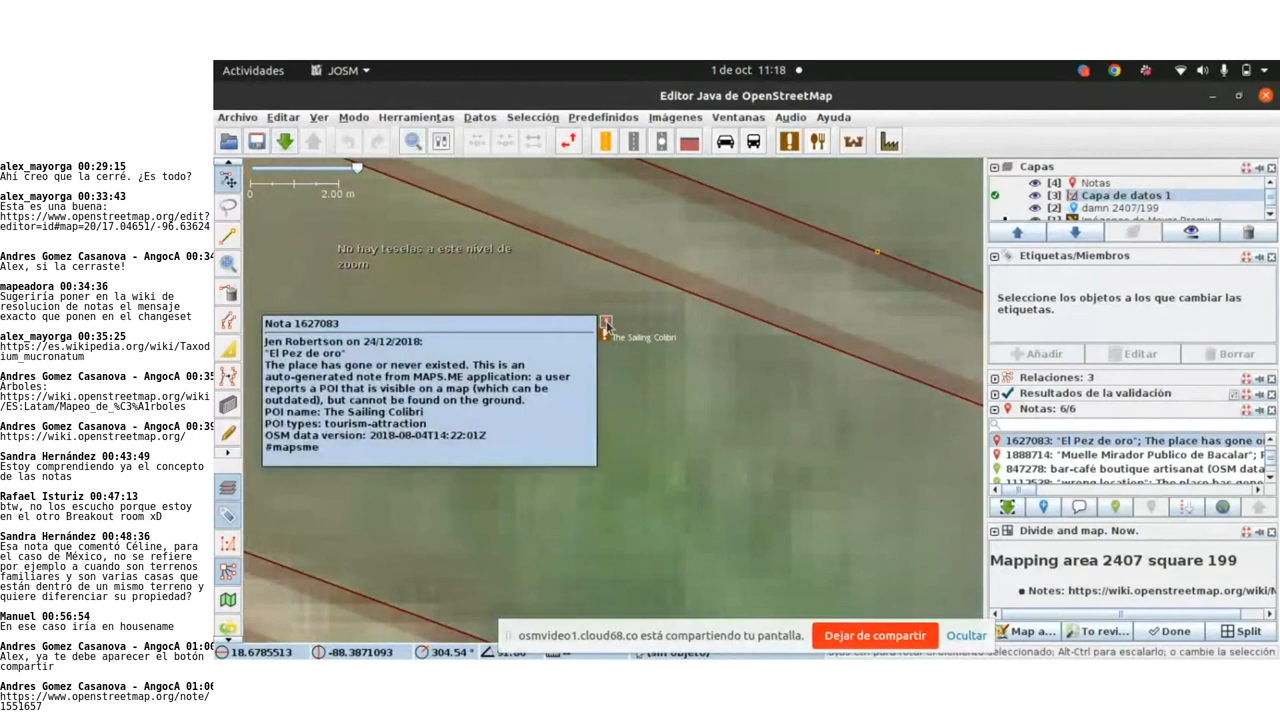 alex_mayorga 00:29:15
Ahí creo que la cerré. ¿Es todo?
alex_mayorga 00:33:43
Esta es una buena:
https://www.openstreetmap.org/edit?
editor=id#map=20/17.04651/-96.63624
Andres Gomez Casanova - AngocA 00:34
Alex, si la cerraste!
mapeadora 00:34:36
Sugeriría poner en la wiki de
resolucion de notas el mensaje
exacto que ponen en el changeset
alex_mayorga 00:35:25
https://es.wikipedia.org/wiki/Taxod
ium_mucronatum
Andres Gomez Casanova - AngocA 00:35
Árboles:
https://wiki.openstreetmap.org/wiki
/ES:Latam/Mapeo_de_%C3%A1rboles
Andres Gomez Casanova - AngocA 00:39
https://wiki.openstreetmap.org/
Sandra Hernández 00:43:49
Estoy comprendiendo ya el concepto
de las notas
Rafael Isturiz 00:47:13
btw, no los escucho porque estoy
en el otro Breakout room xD
Sandra Hernández 00:48:36
Esa nota que comentó Céline, para
el caso de México, no se refiere
por ejemplo a cuando son terrenos
familiares y son varias casas que
están dentro de un mismo terreno y
quiere diferenciar su propiedad?
Manuel 00:56:54
En ese caso iría en housename
Andres Gomez Casanova - AngocA 01:06
Alex, ya te debe aparecer el botón
compartir
Andres Gomez Casanova - AngocA 01:06
https://www.openstreetmap.org/note/
1551657
Actividades JOSM 1 de oct 11:18
Editor Java de OpenStreetMap
Archivo Editar Ver Modo Herramientas Datos Selección Predefinidos Imágenes Ventanas Audio Ayuda
0 2.00 m
No hay teselas a este nivel de
zoom
Nota 1627083
Jen Robertson on 24/12/2018:
"El Pez de oro"
The place has gone or never existed. This is an
auto-generated note from MAPS.ME application: a user
reports a POI that is visible on a map (which can be
outdated), but cannot be found on the ground.
POI name: The Sailing Colibri
POI types: tourism-attraction
OSM data version: 2018-08-04T14:22:01Z
#mapsme
The Sailing Colibri
Capas
[4] Notas
[3] Capa de datos 1
[2] damn 2407/199
Etiquetas/Miembros
Seleccione los objetos a los que cambiar las
etiquetas.
Añadir Editar Borrar
Relaciones: 3
Resultados de la validación
Notas: 6/6
1627083: "El Pez de oro"; The place has gone o
1888714: "Muelle Mirador Publico de Bacalar"; F
847278: bar-café boutique artisanat (OSM data
Divide and map. Now.
Mapping area 2407 square 199
Notes: https://wiki.openstreetmap.org/wiki/N
Map a... To revi... Done Split
osmvideo1.cloud68.co está compartiendo tu pantalla. Dejar de compartir Ocultar
18.6785513 -88.3871093 304.54 °